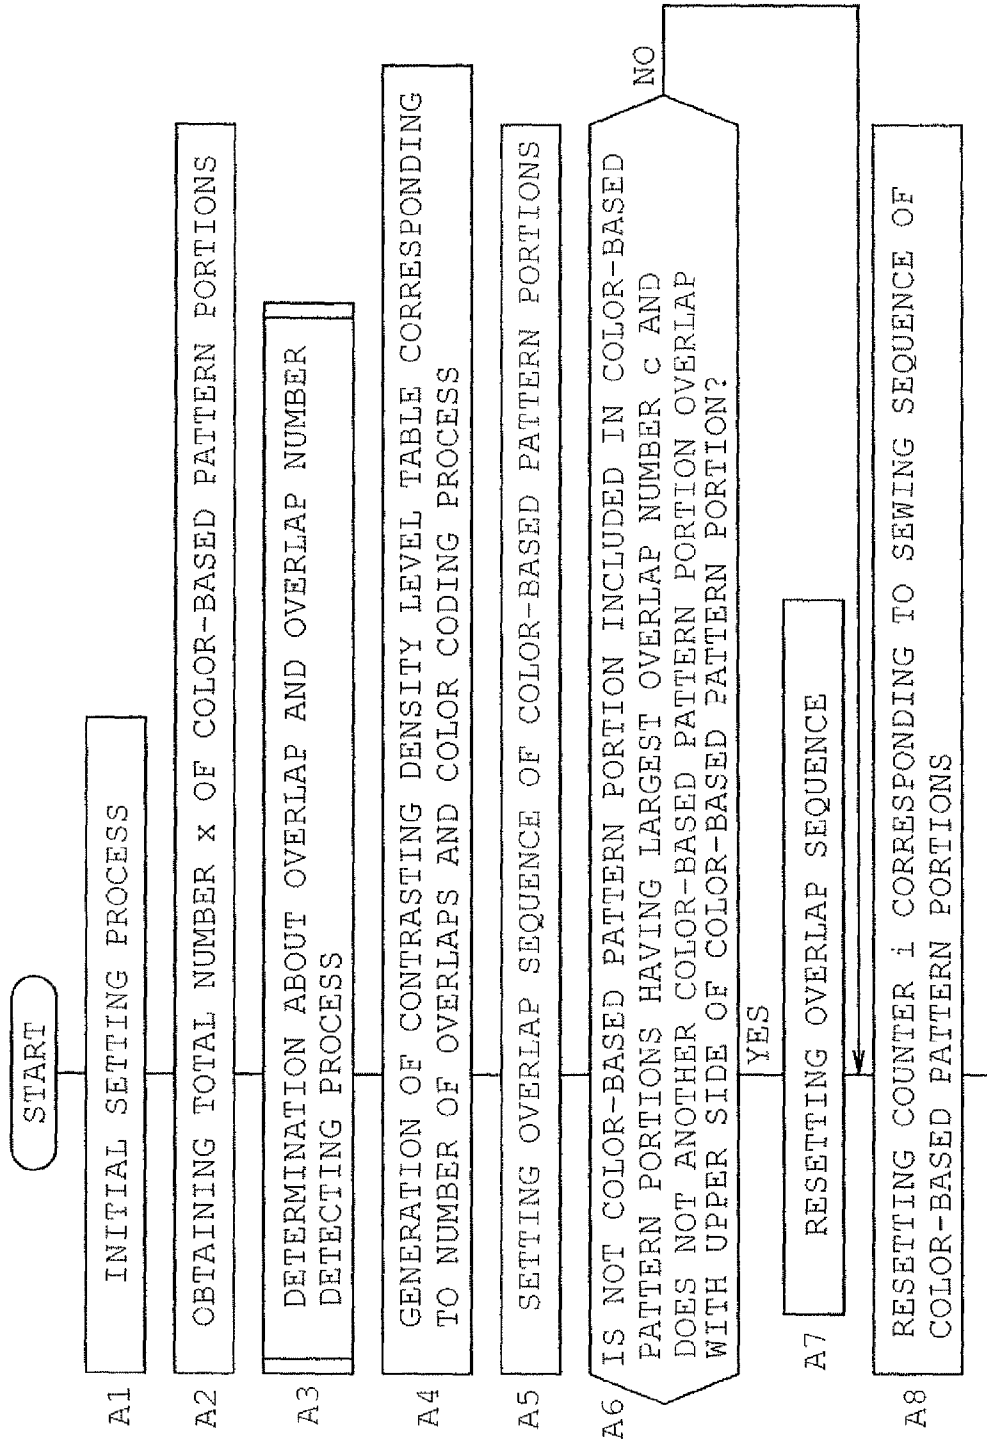 START
A1
INITIAL SETTING PROCESS
A2
OBTAINING TOTAL NUMBER x OF COLOR-BASED PATTERN PORTIONS
A3
DETERMINATION ABOUT OVERLAP AND OVERLAP NUMBER
DETECTING PROCESS
A4
GENERATION OF CONTRASTING DENSITY LEVEL TABLE CORRESPONDING
TO NUMBER OF OVERLAPS AND COLOR CODING PROCESS
A5
SETTING OVERLAP SEQUENCE OF COLOR-BASED PATTERN PORTIONS
A6
IS NOT COLOR-BASED PATTERN PORTION INCLUDED IN COLOR-BASED
PATTERN PORTIONS HAVING LARGEST OVERLAP NUMBER c AND
DOES NOT ANOTHER COLOR-BASED PATTERN PORTION OVERLAP
WITH UPPER SIDE OF COLOR-BASED PATTERN PORTION?
NO
YES
A7
RESETTING OVERLAP SEQUENCE
A8
RESETTING COUNTER i CORRESPONDING TO SEWING SEQUENCE OF
COLOR-BASED PATTERN PORTIONS